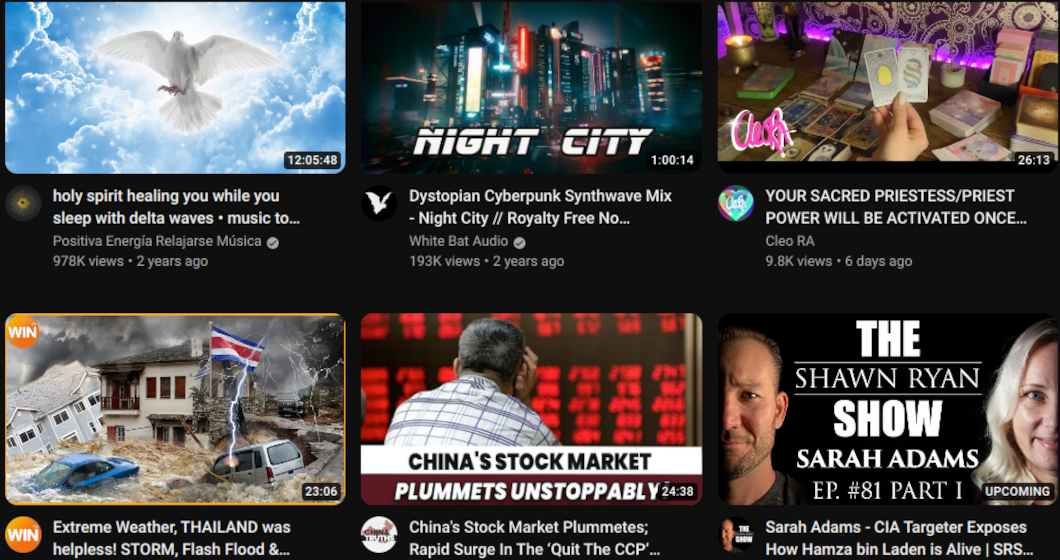 12:05:48
NIGHT CITY
1:00:14
CleoRA
26:13
holy spirit healing you while you
sleep with delta waves • music to...
Positiva Energía Relajarse Música
978K views • 2 years ago
Dystopian Cyberpunk Synthwave Mix
- Night City // Royalty Free No...
White Bat Audio
193K views • 2 years ago
YOUR SACRED PRIESTESS/PRIEST
POWER WILL BE ACTIVATED ONCE...
Cleo RA
9.8K views • 6 days ago
WIN
23:06
CHINA'S STOCK MARKET
PLUMMETS UNSTOPPABLY
24:38
THE
SHAWN RYAN
SHOW
SARAH ADAMS
EP. #81 PART I
UPCOMING
WIN
Extreme Weather, THAILAND was
helpless! STORM, Flash Flood &...
CHINA
TRUTHS
China's Stock Market Plummetes;
Rapid Surge In The 'Quit The CCP'...
THE
SHOW
Sarah Adams - CIA Targeter Exposes
How Hamza bin Laden is Alive | SRS...